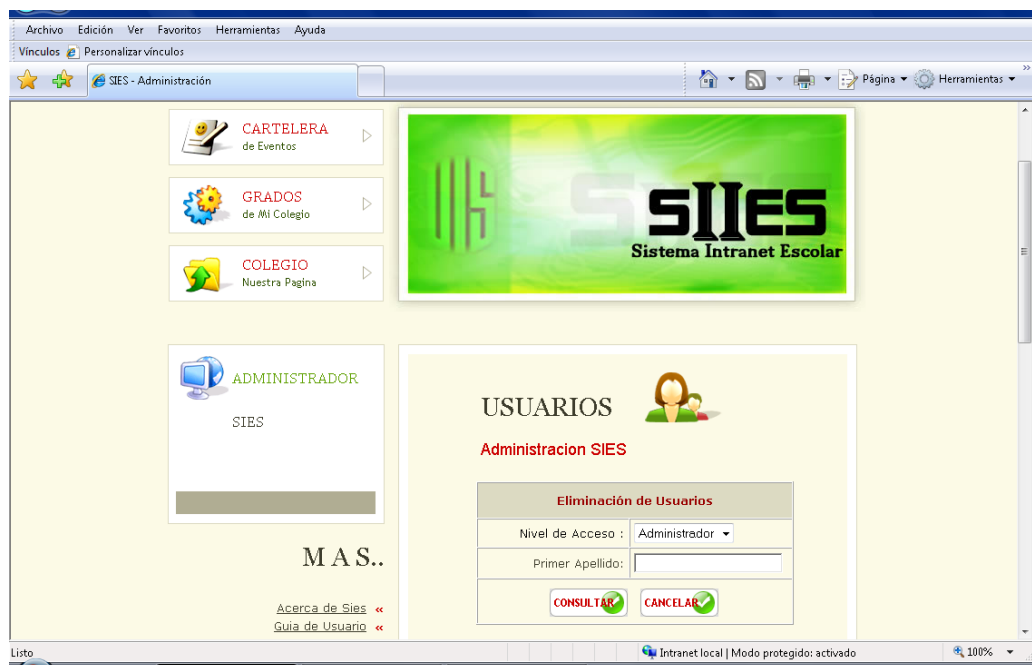 Archivo Edición Ver Favoritos Herramientas Ayuda
Vínculos Personalizar vínculos
SIES - Administración
Página Herramientas
CARTELERA
de Eventos
GRADOS
de Mi Colegio
COLEGIO
Nuestra Pagina
SIIES
Sistema Intranet Escolar
ADMINISTRADOR
SIES
M A S..
Acerca de Sies «
Guia de Usuario «
USUARIOS
Administracion SIES
Eliminación de Usuarios
Nivel de Acceso : Administrador
Primer Apellido:
CONSULTAR CANCELAR
Listo Intranet local | Modo protegido: activado 100%